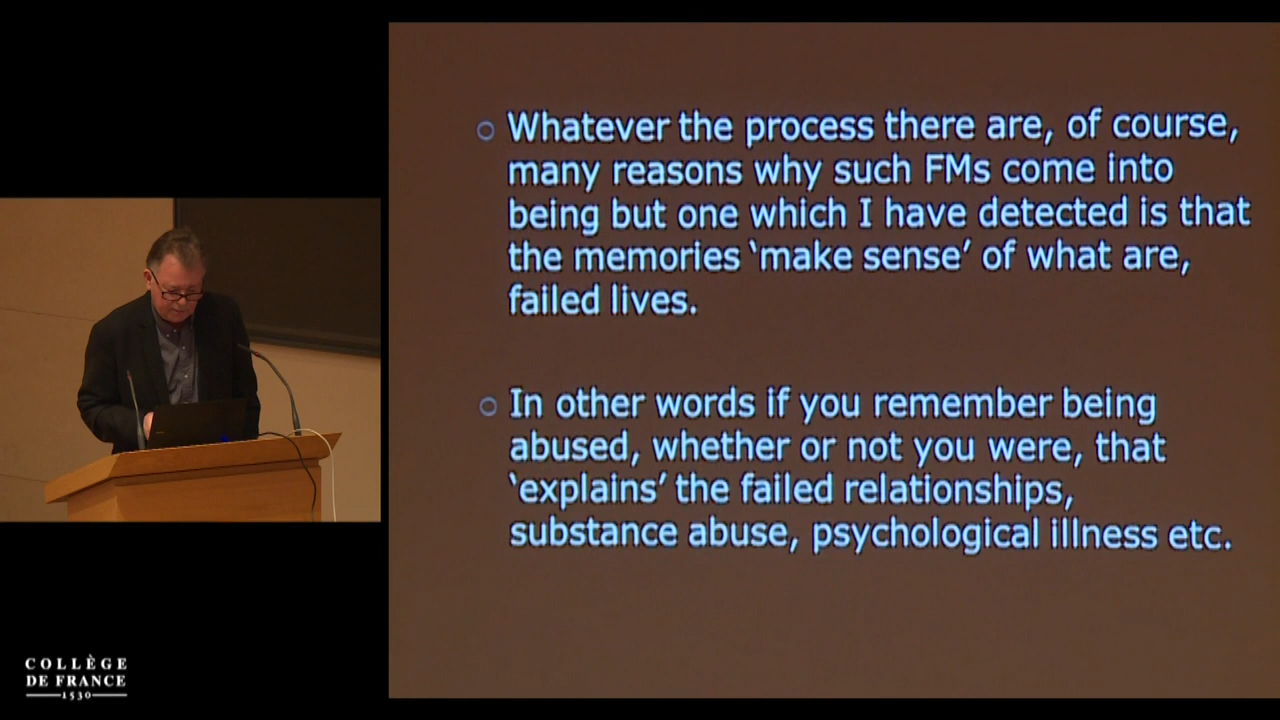 Whatever the process there are, of course,
many reasons why such FMs come into
being but one which I have detected is that
the memories ‘make sense’ of what are,
failed lives.
In other words if you remember being
abused, whether or not you were, that
‘explains’ the failed relationships,
substance abuse, psychological illness etc.
COLLÈGE
DE FRANCE
1530